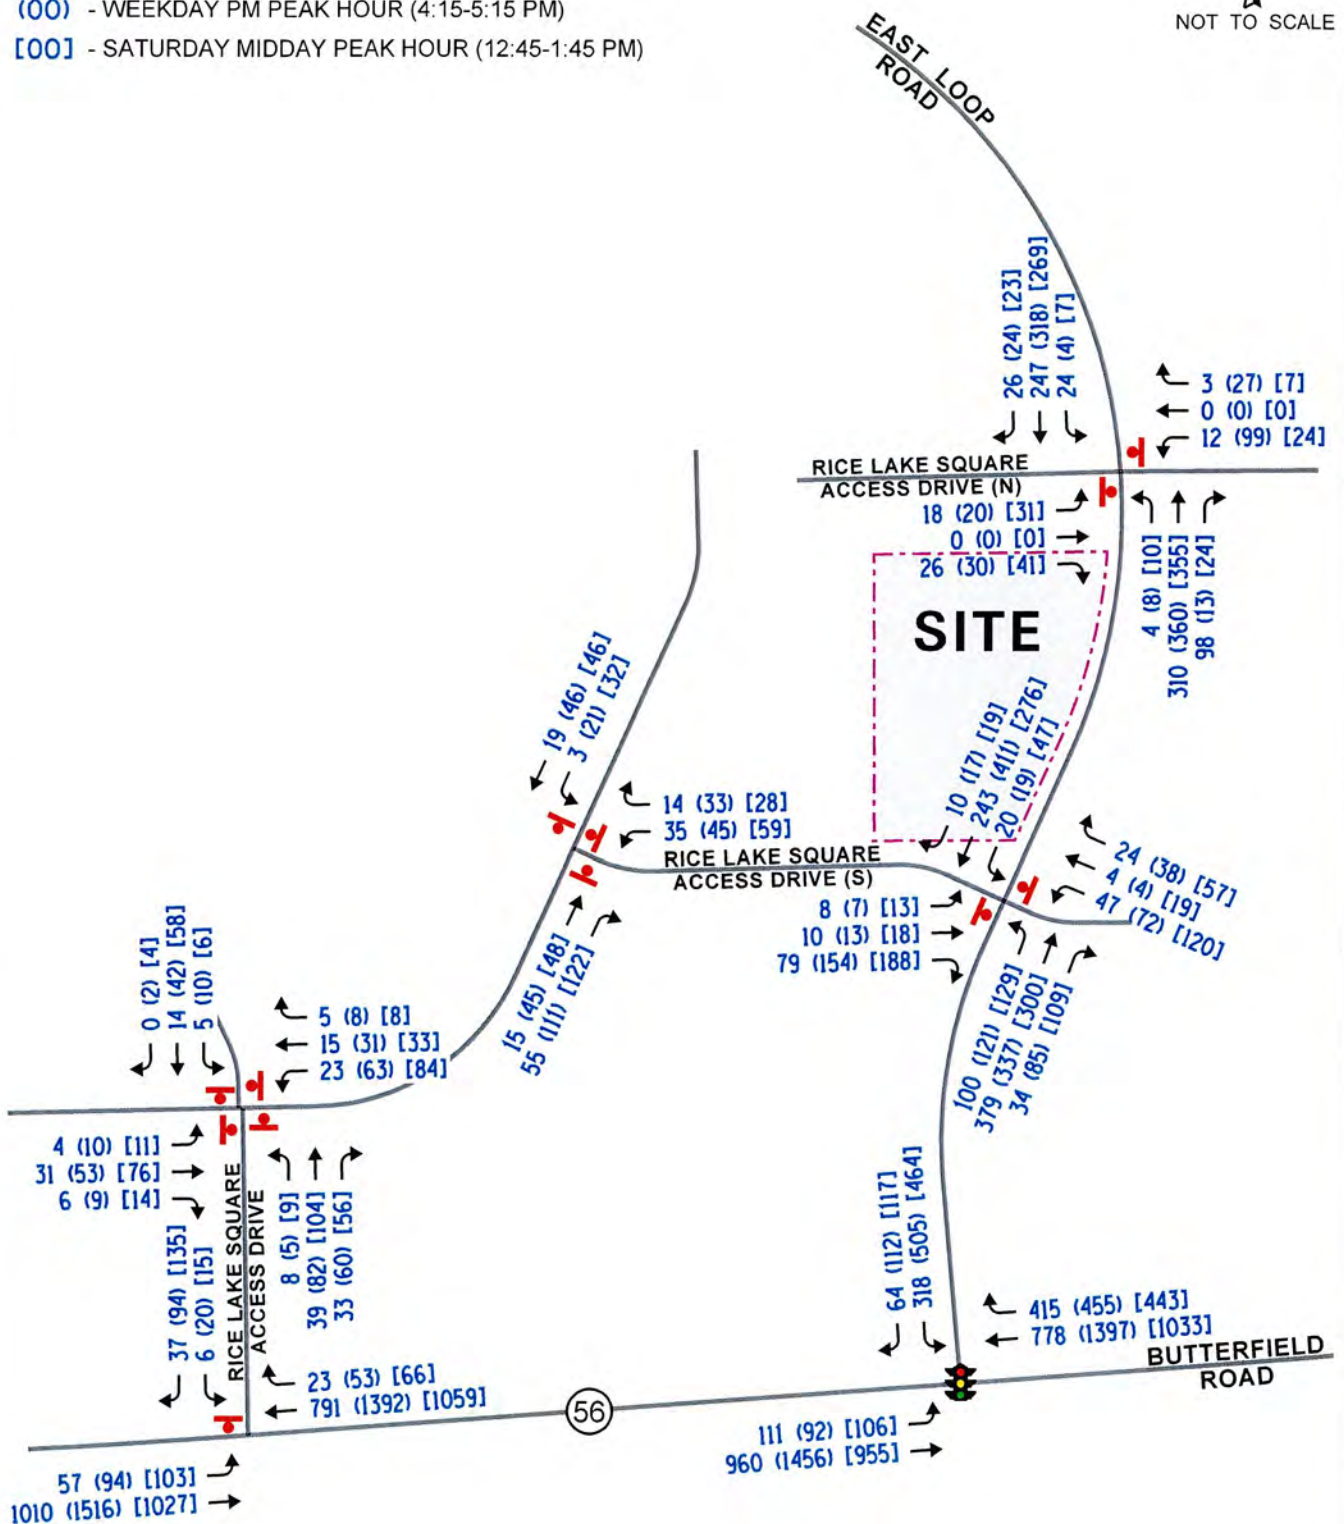 (00) - WEEKDAY PM PEAK HOUR (4:15-5:15 PM)
[00] - SATURDAY MIDDAY PEAK HOUR (12:45-1:45 PM)
NOT TO SCALE
EAST LOOP
ROAD
26 (24) [23]
247 (318) [269]
24 (4) [7]
3 (27) [7]
0 (0) [0]
12 (99) [24]
RICE LAKE SQUARE
ACCESS DRIVE (N)
18 (20) [31]
0 (0) [0]
26 (30) [41]
4 (8) [10]
310 (360) [355]
98 (13) [24]
SITE
19 (46) [46]
3 (21) [32]
14 (33) [28]
35 (45) [59]
RICE LAKE SQUARE
ACCESS DRIVE (S)
10 (17) [19]
243 (411) [276]
20 (19) [47]
24 (38) [57]
4 (4) [19]
47 (72) [120]
8 (7) [13]
10 (13) [18]
79 (154) [188]
100 (121) [129]
379 (337) [300]
34 (85) [109]
15 (45) [48]
55 (111) [122]
0 (2) [4]
14 (42) [58]
5 (10) [6]
5 (8) [8]
15 (31) [33]
23 (63) [84]
4 (10) [11]
31 (53) [76]
6 (9) [14]
8 (5) [9]
39 (82) [104]
33 (60) [56]
RICE LAKE SQUARE
ACCESS DRIVE
37 (94) [135]
6 (20) [15]
23 (53) [66]
791 (1392) [1059]
57 (94) [103]
1010 (1516) [1027]
56
64 (112) [117]
318 (505) [464]
415 (455) [443]
778 (1397) [1033]
BUTTERFIELD
ROAD
111 (92) [106]
960 (1456) [955]